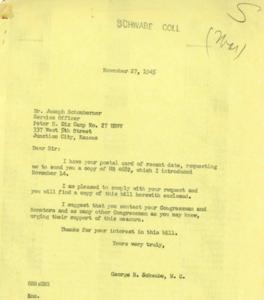 SCHWABE COLL
S
November 27, 1945
Mr. Joseph Schomberner
Service Officer
Peter S. Dix Camp No. 27 USWV
137 West 5th Street
Junction City, Kansas
Dear Sir:
I have your postal card of recent date, requesting
me to send you a copy of HR 4682, which I introduced
November 14.
I am pleased to comply with your request and
you will find a copy of this bill herewith enclosed.
I suggest that you contact your Congressman and
Senators and as many other Congressmen as you may know,
urging their support of this measure.
Thanks for your interest in this bill.
Yours very truly,
George B. Schwabe, M. C.
Enc.